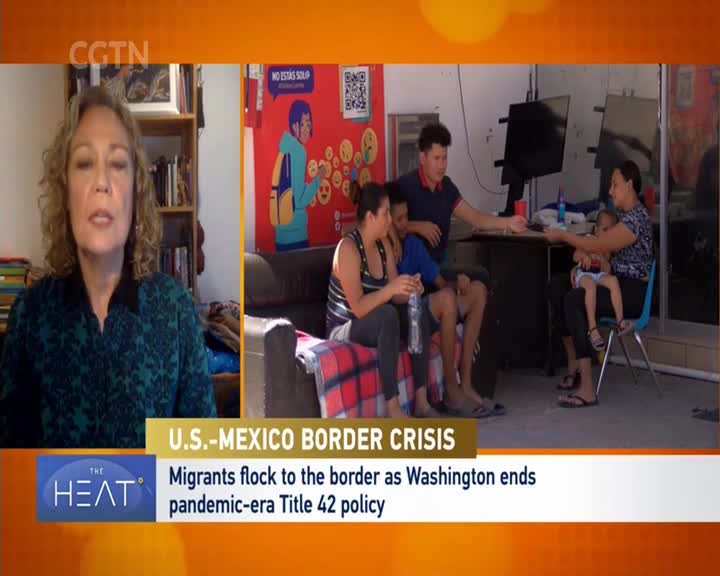 CGTN
NO ESTÁS SOL@
U.S.-MEXICO BORDER CRISIS
THE
HEAT
Migrants flock to the border as Washington ends
pandemic-era Title 42 policy